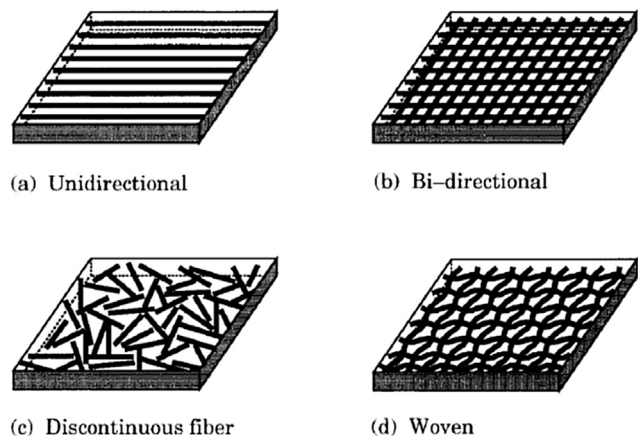 (a) Unidirectional
(b) Bi–directional
(c) Discontinuous fiber
(d) Woven